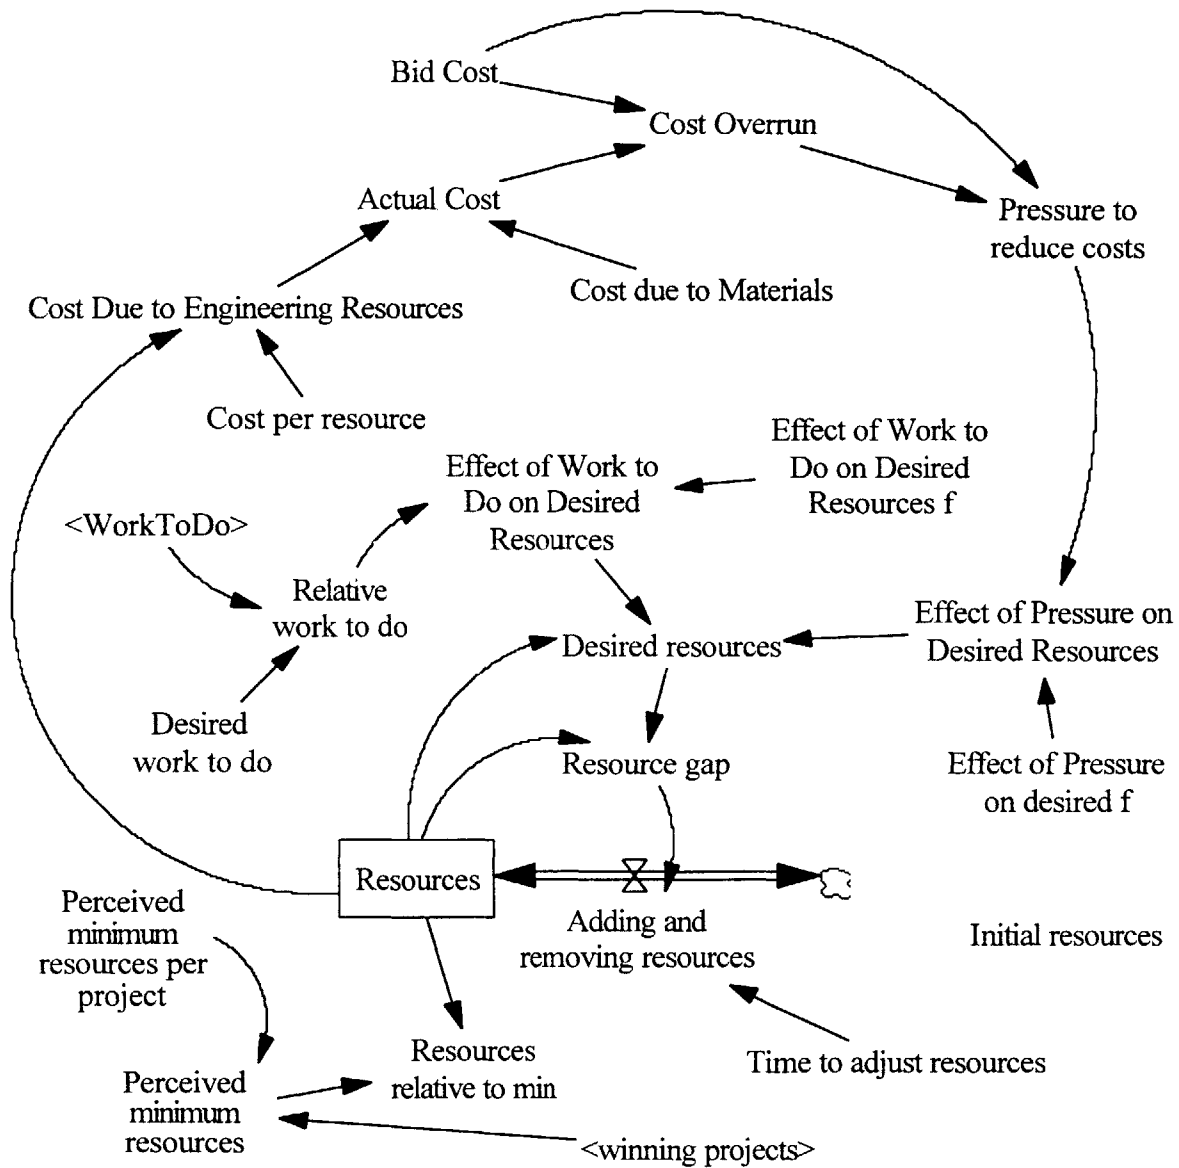 Bid Cost
Cost Overrun
Actual Cost
Pressure to
reduce costs
Cost due to Materials
Cost Due to Engineering Resources
Cost per resource
Effect of Work to
Do on Desired
Resources f
Effect of Work to
Do on Desired
Resources
<WorkToDo>
Relative
work to do
Effect of Pressure on
Desired Resources
Desired resources
Desired
work to do
Resource gap
Effect of Pressure
on desired f
Resources
Perceived
minimum
resources per
project
Adding and
removing resources
Initial resources
Resources
relative to min
Time to adjust resources
Perceived
minimum
resources
<winning projects>